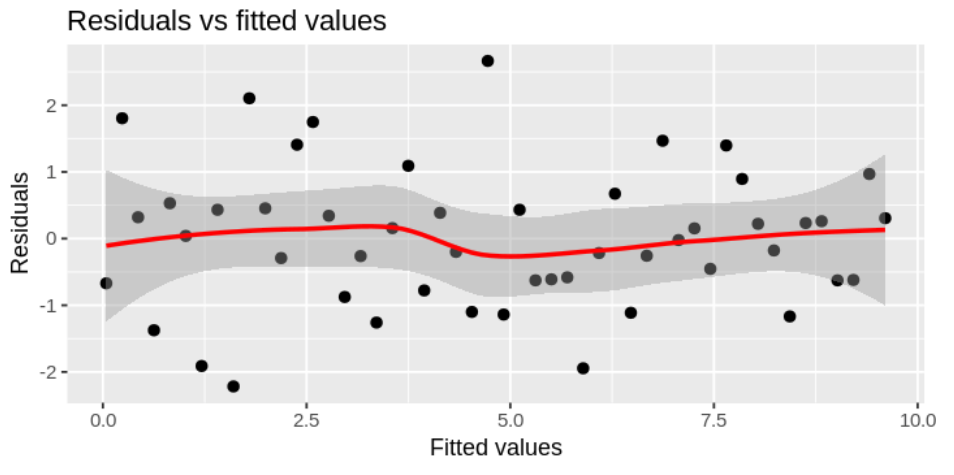 Residuals vs fitted values
Residuals
2
1
0
-1
-2
0.0 2.5 5.0 7.5 10.0
Fitted values